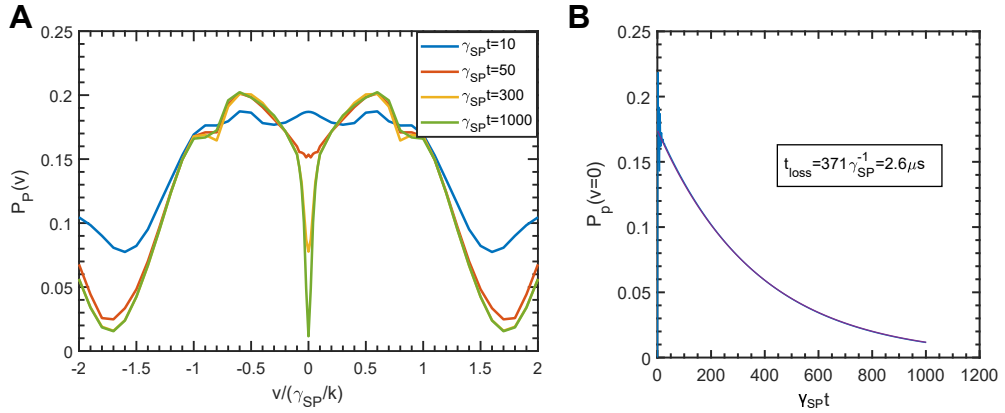 A
B
0.25
0.2
0.15
0.1
0.05
0
P_P(v)
-2
-1.5
-1
-0.5
0
0.5
1
1.5
2
v/(γ_SP/k)
γ_SP t=10
γ_SP t=50
γ_SP t=300
γ_SP t=1000
0.25
0.2
0.15
0.1
0.05
0
P_p(v=0)
0
200
400
600
800
1000
1200
γ_SP t
t_loss=371γ_SP^-1=2.6μs